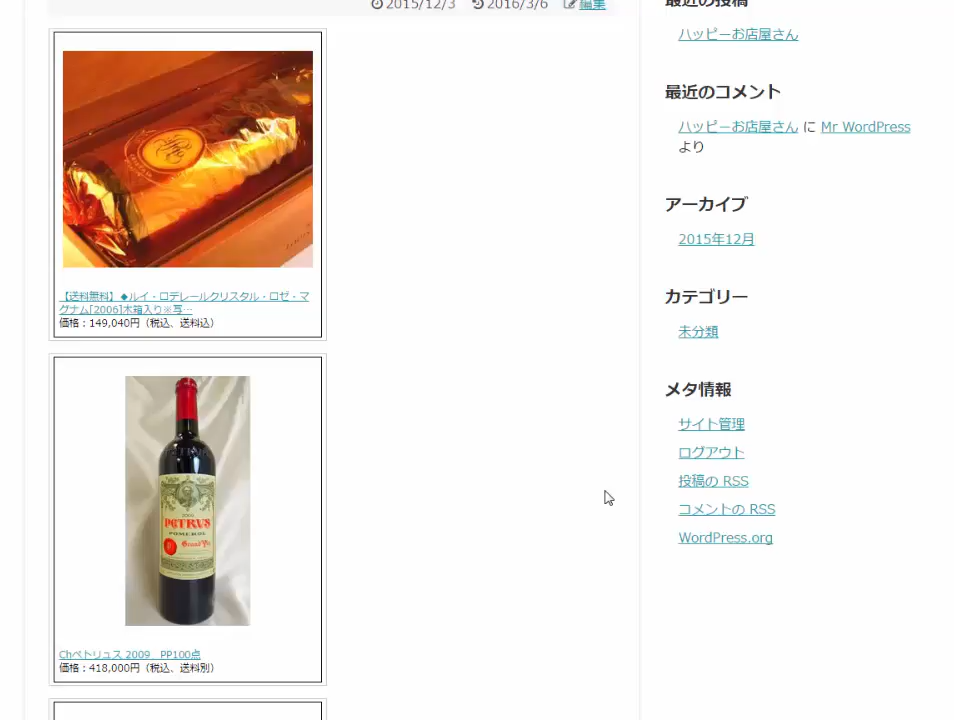 2015/12/3 2016/3/6 編集
【送料無料】◆ルイ・ロデレールクリスタル・ロゼ・マ
グナム[2006]木箱入り※写…
価格：149,040円（税込、送料込）
PETRUS
POMEROL
Grand Vin
Chペトリュス 2009　PP100点
価格：418,000円（税込、送料別）
最近の投稿
ハッピーお店屋さん
最近のコメント
ハッピーお店屋さん に Mr WordPress
より
アーカイブ
2015年12月
カテゴリー
未分類
メタ情報
サイト管理
ログアウト
投稿の RSS
コメントの RSS
WordPress.org